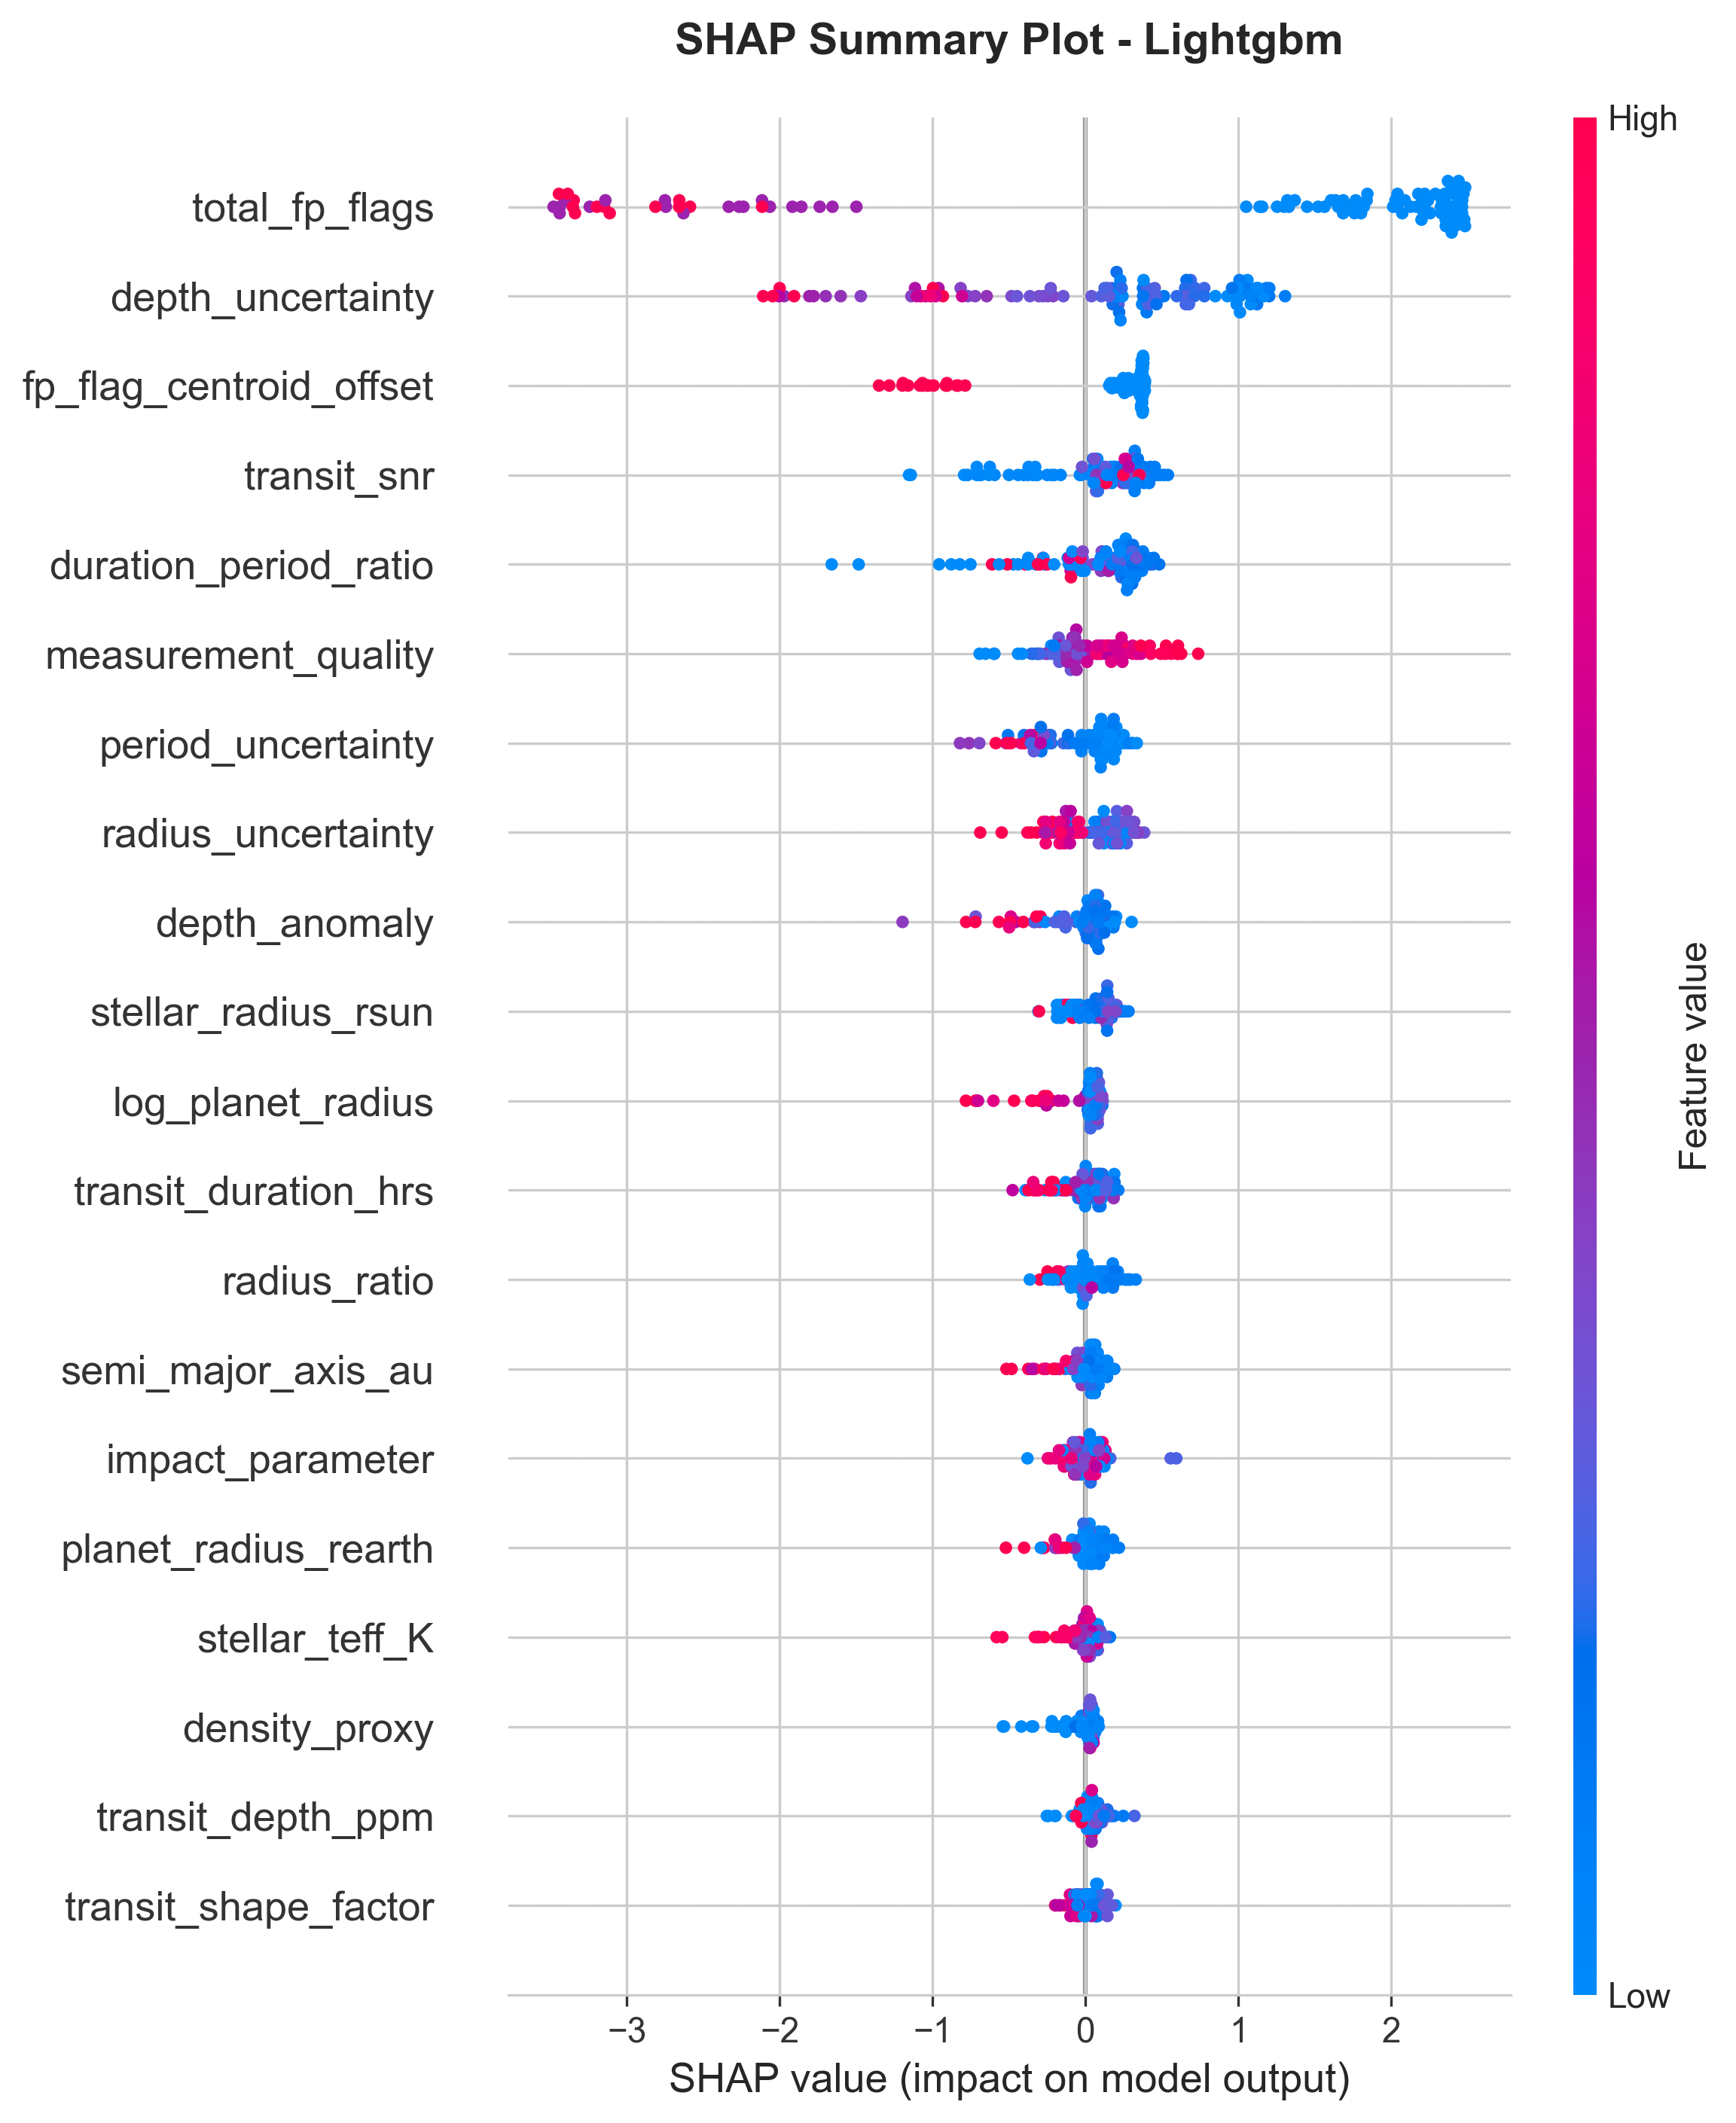 SHAP Summary Plot - Lightgbm
High
total_fp_flags
depth_uncertainty
fp_flag_centroid_offset
transit_snr
duration_period_ratio
measurement_quality
period_uncertainty
radius_uncertainty
depth_anomaly
stellar_radius_rsun
log_planet_radius
transit_duration_hrs
radius_ratio
semi_major_axis_au
impact_parameter
planet_radius_rearth
stellar_teff_K
density_proxy
transit_depth_ppm
transit_shape_factor
Feature value
Low
−3 −2 −1 0 1 2
SHAP value (impact on model output)